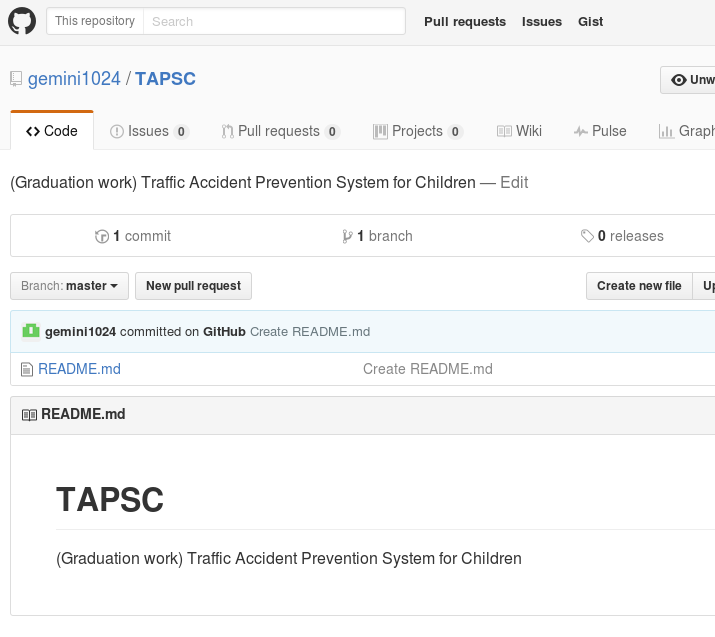 This repository Search Pull requests Issues Gist
gemini1024 / TAPSC
Code Issues 0 Pull requests 0 Projects 0 Wiki Pulse
(Graduation work) Traffic Accident Prevention System for Children — Edit
1 commit 1 branch 0 releases
Branch: master New pull request Create new file
gemini1024 committed on GitHub Create README.md
README.md Create README.md
README.md
TAPSC
(Graduation work) Traffic Accident Prevention System for Children